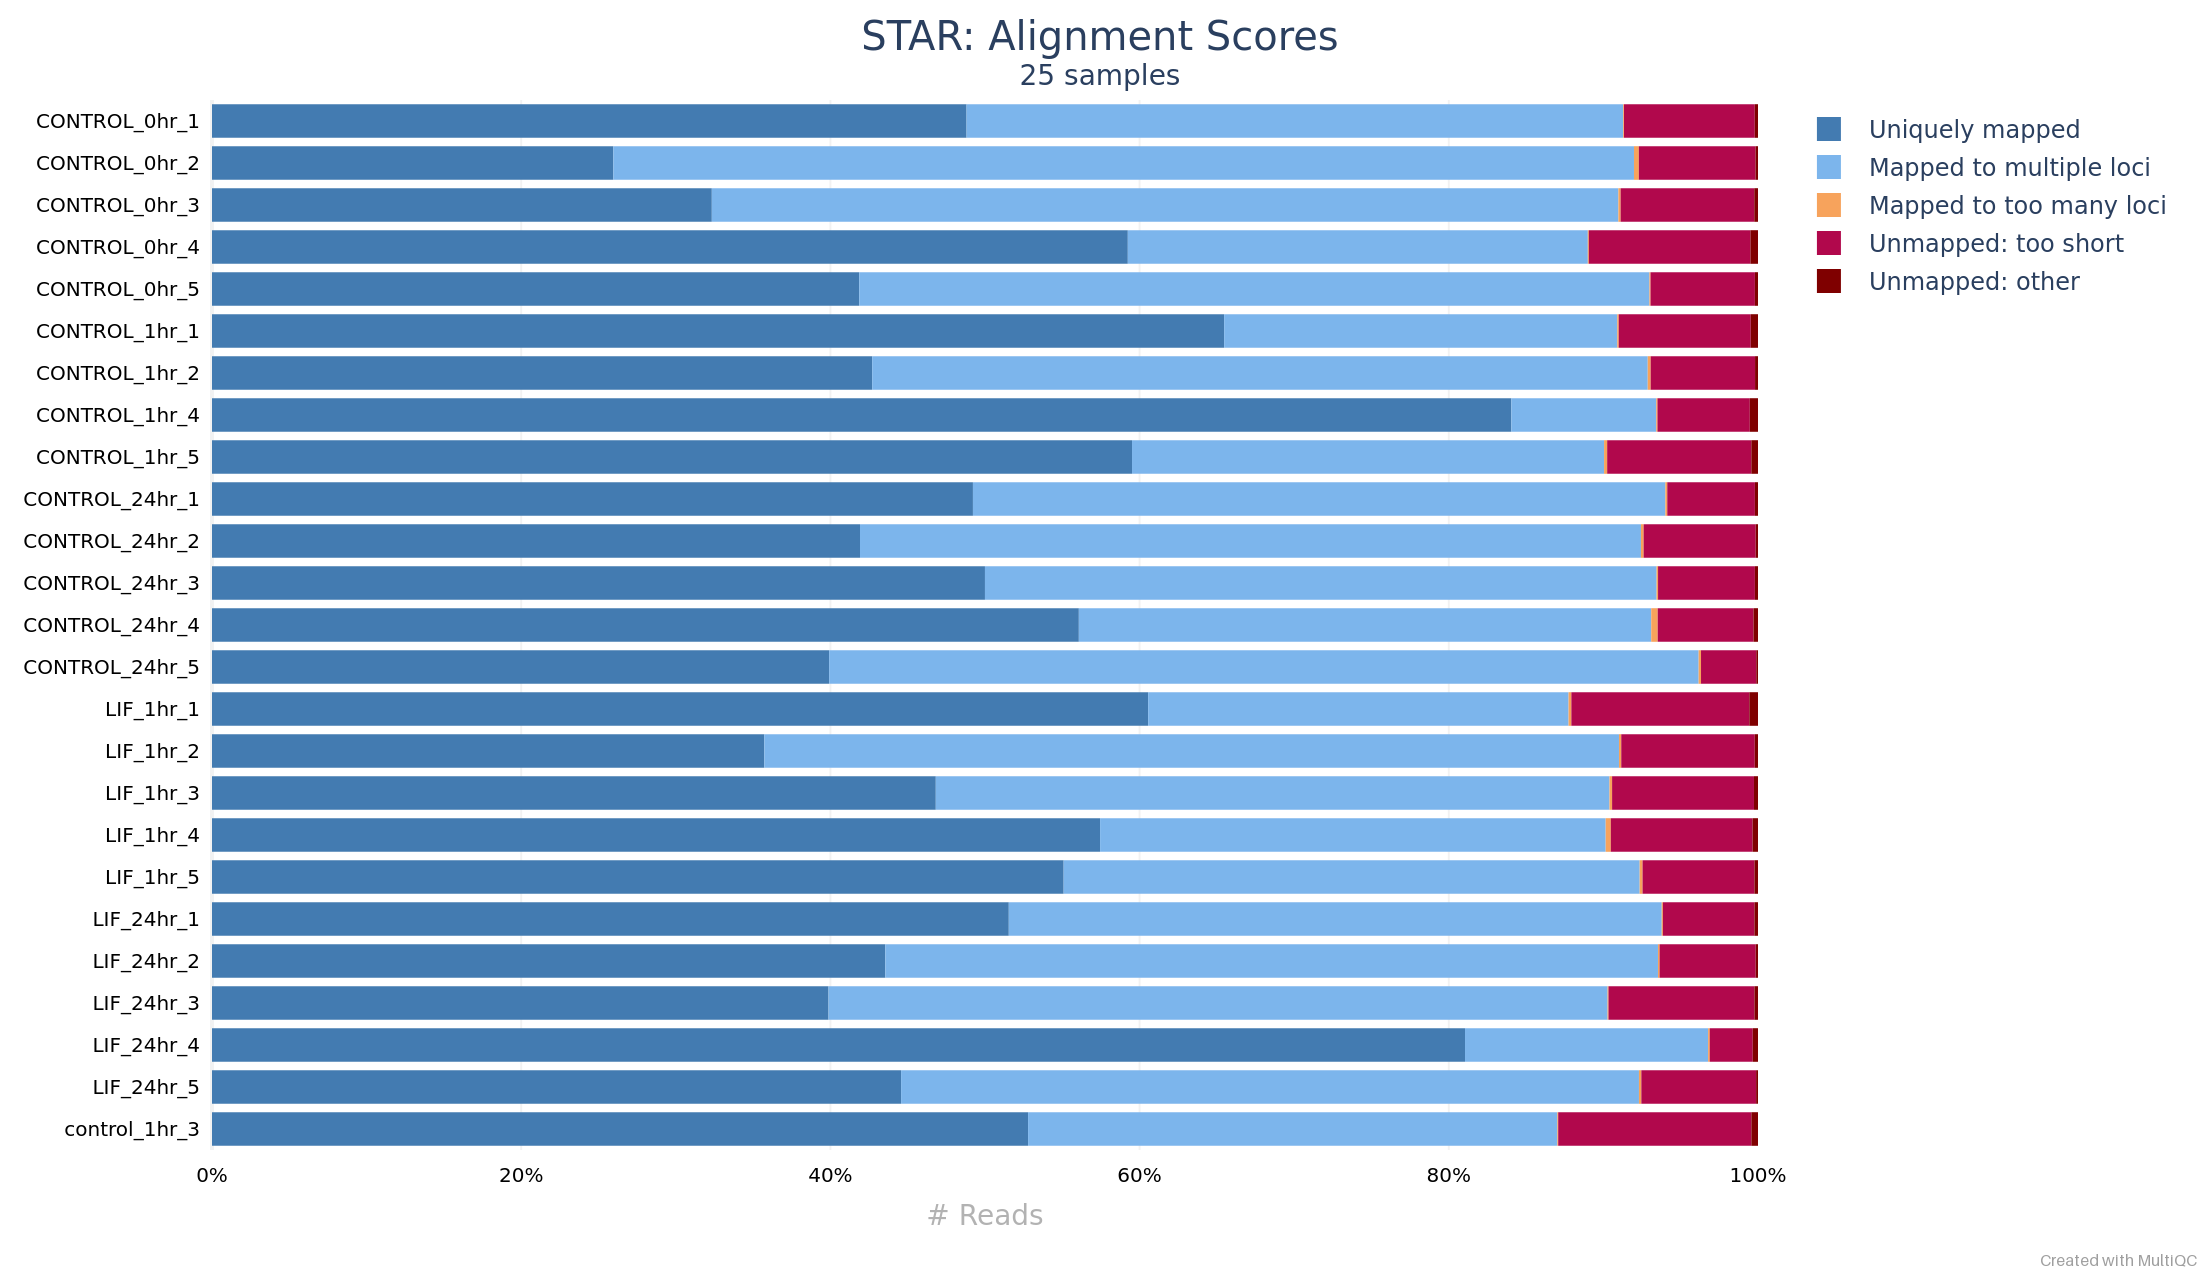 STAR: Alignment Scores
25 samples
CONTROL_0hr_1
CONTROL_0hr_2
CONTROL_0hr_3
CONTROL_0hr_4
CONTROL_0hr_5
CONTROL_1hr_1
CONTROL_1hr_2
CONTROL_1hr_4
CONTROL_1hr_5
CONTROL_24hr_1
CONTROL_24hr_2
CONTROL_24hr_3
CONTROL_24hr_4
CONTROL_24hr_5
LIF_1hr_1
LIF_1hr_2
LIF_1hr_3
LIF_1hr_4
LIF_1hr_5
LIF_24hr_1
LIF_24hr_2
LIF_24hr_3
LIF_24hr_4
LIF_24hr_5
control_1hr_3
0% 20% 40% 60% 80% 100%
# Reads
Uniquely mapped
Mapped to multiple loci
Mapped to too many loci
Unmapped: too short
Unmapped: other
Created with MultiQC